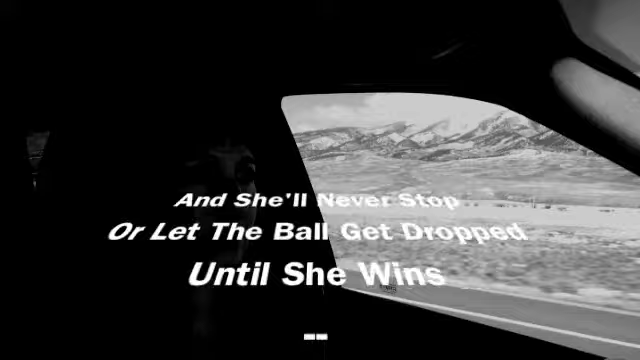 And She'll Never Stop
Or Let The Ball Get Dropped
Until She Wins
--